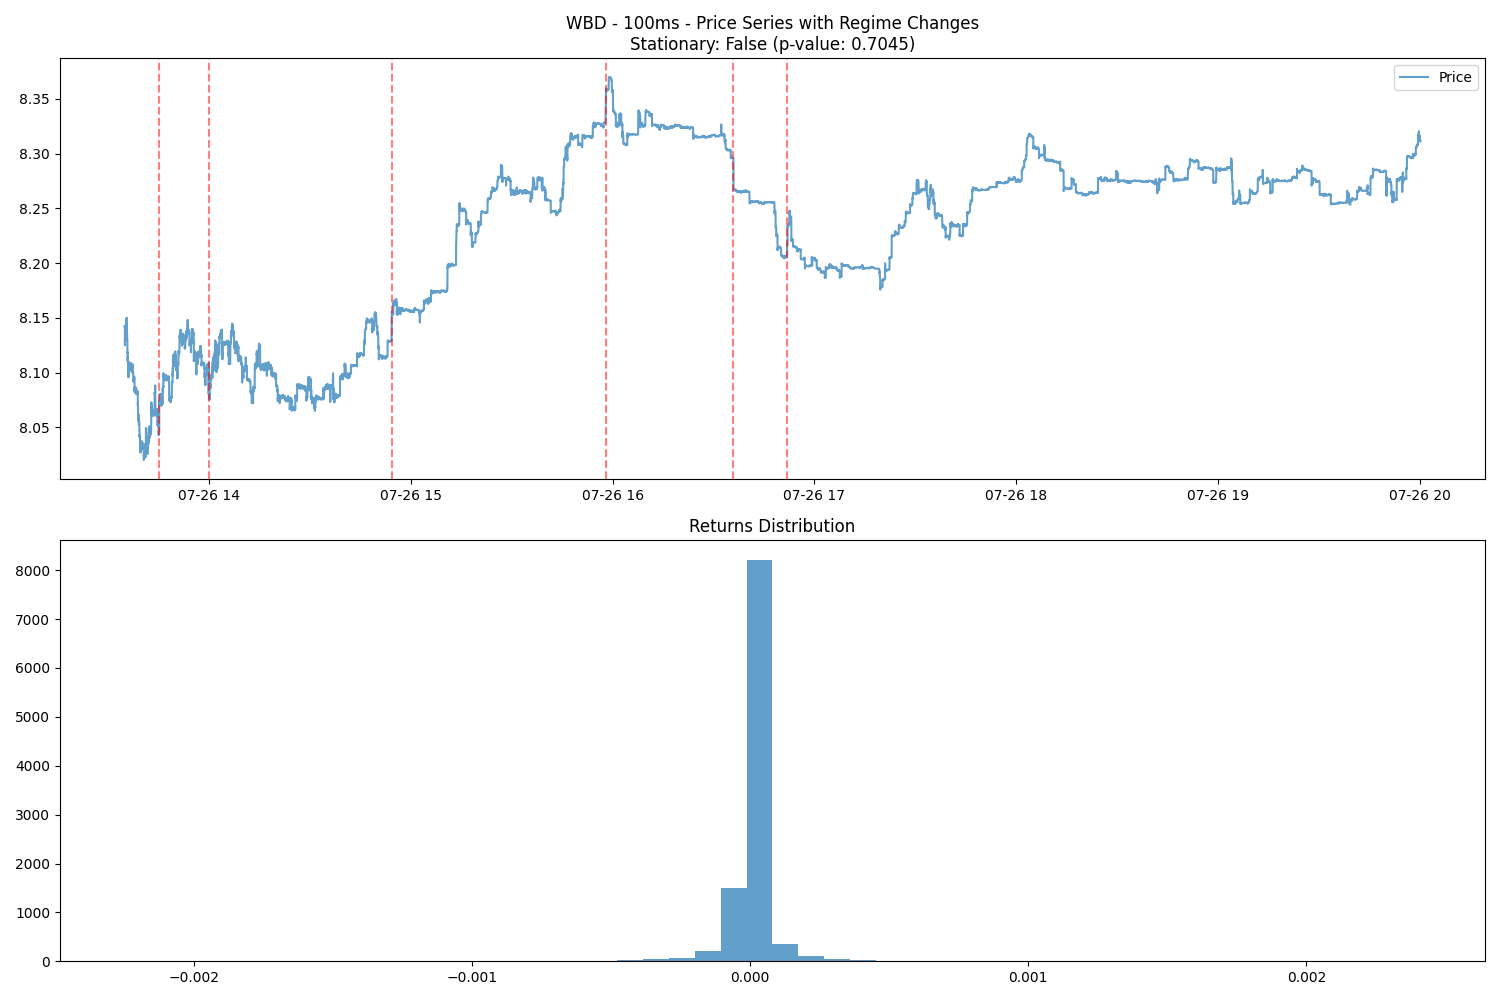 WBD - 100ms - Price Series with Regime Changes
Stationary: False (p-value: 0.7045)
Price
8.35
8.30
8.25
8.20
8.15
8.10
8.05
07-26 14 07-26 15 07-26 16 07-26 17 07-26 18 07-26 19 07-26 20
Returns Distribution
8000
7000
6000
5000
4000
3000
2000
1000
0
−0.002 −0.001 0.000 0.001 0.002